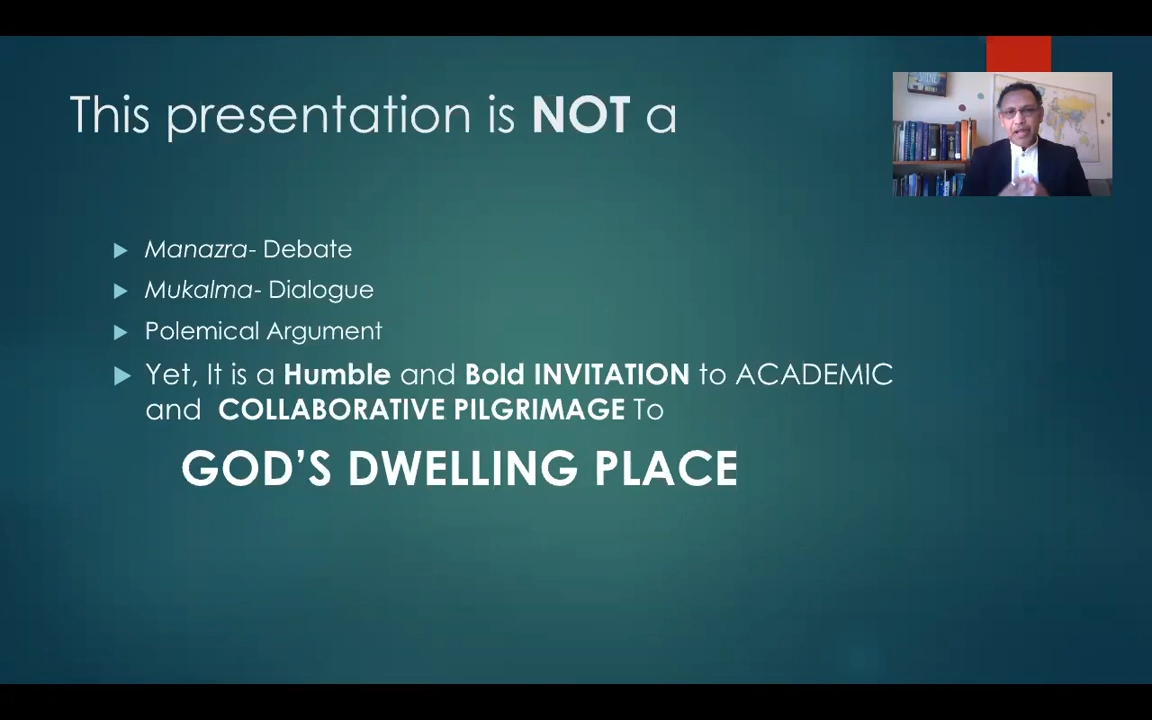 This presentation is NOT a
Manazra- Debate
Mukalma- Dialogue
Polemical Argument
Yet, It is a Humble and Bold INVITATION to ACADEMIC
and COLLABORATIVE PILGRIMAGE To
GOD’S DWELLING PLACE